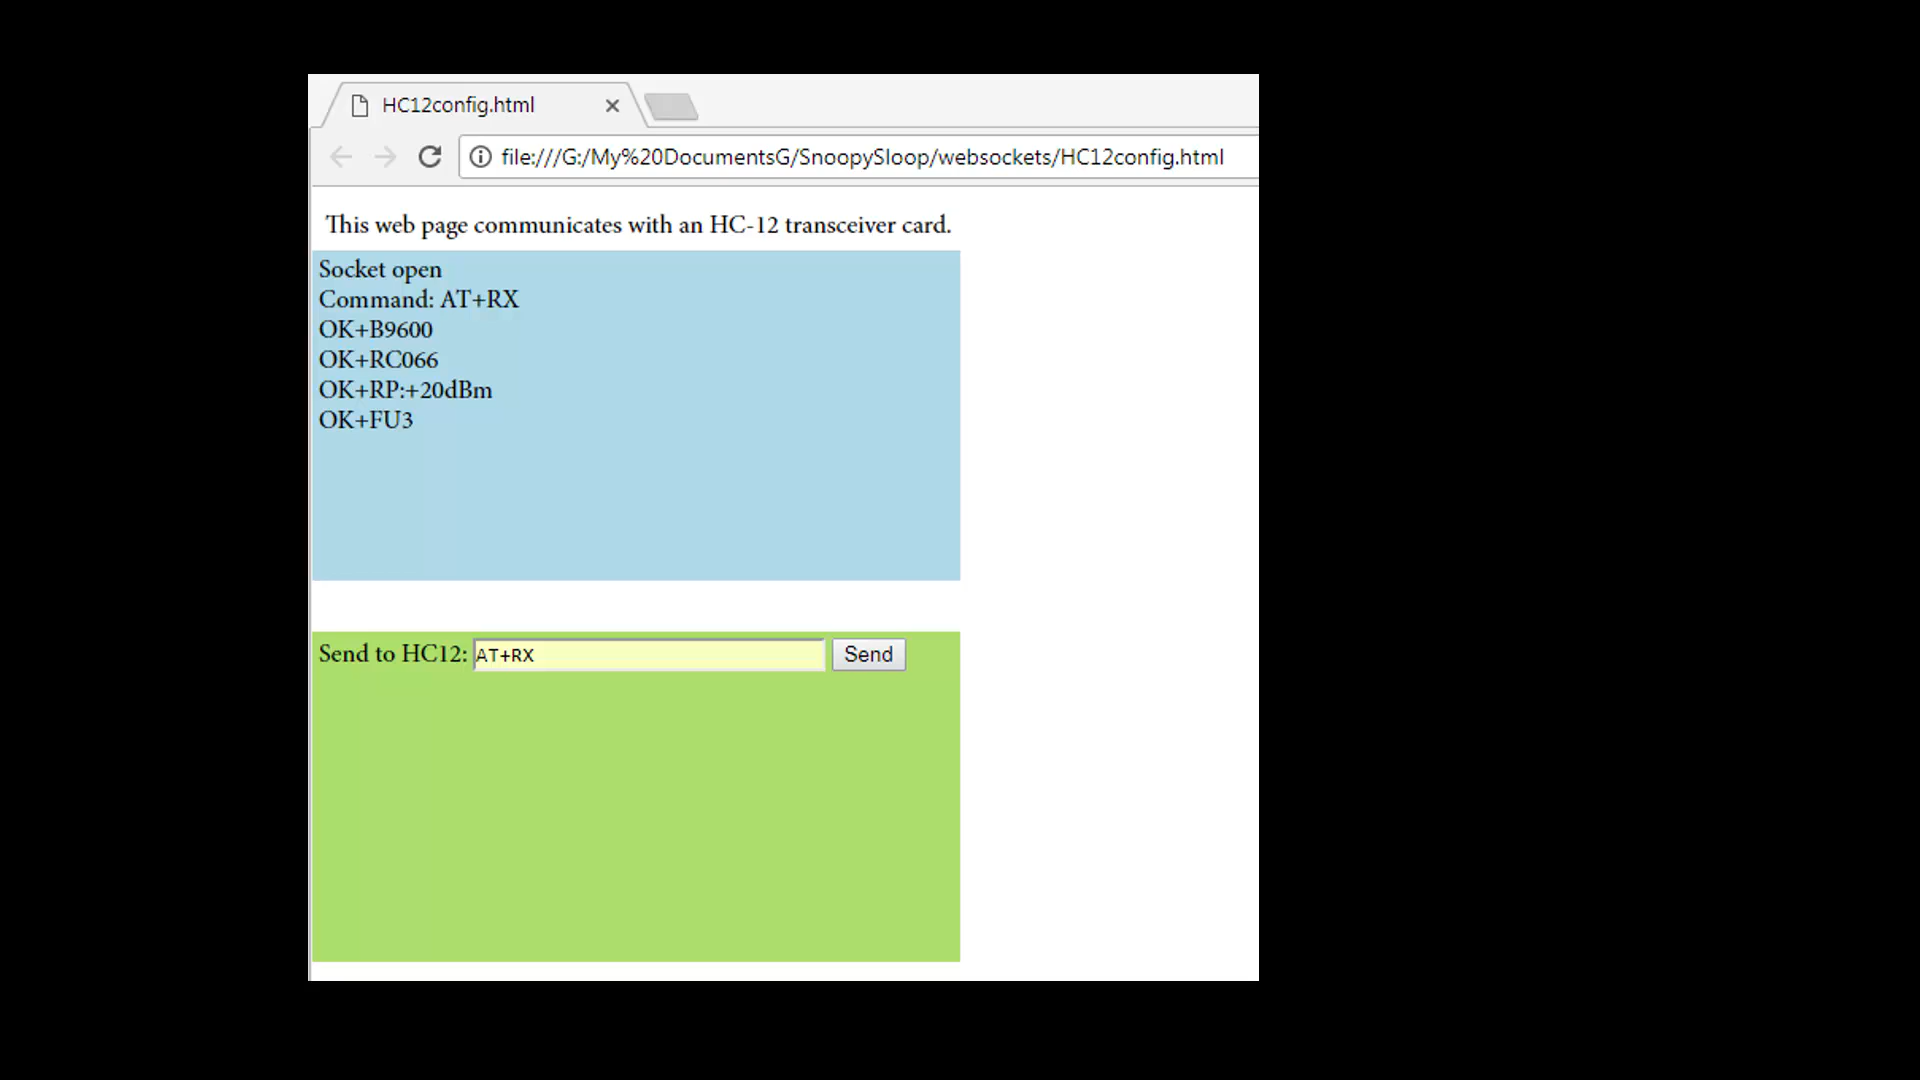 HC12config.html
file:///G:/My%20DocumentsG/SnoopySloop/websockets/HC12config.html
This web page communicates with an HC-12 transceiver card.
Socket open
Command: AT+RX
OK+B9600
OK+RC066
OK+RP:+20dBm
OK+FU3
Send to HC12: AT+RX Send